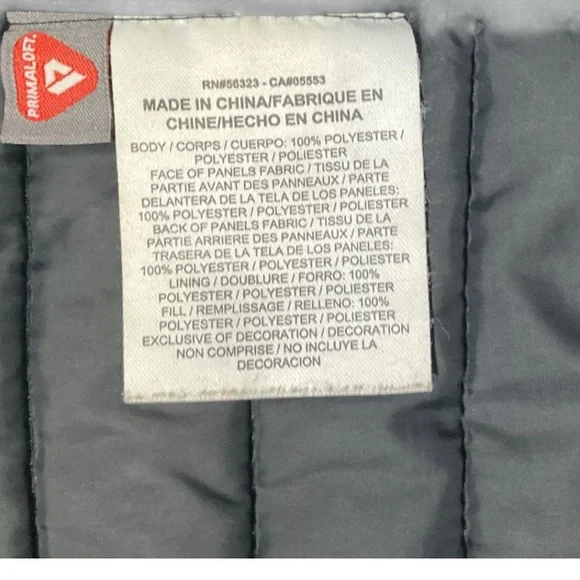 PRIMALOFT.
RN#56323 - CA#05553
MADE IN CHINA/FABRIQUE EN
CHINE/HECHO EN CHINA
BODY / CORPS / CUERPO: 100% POLYESTER /
POLYESTER / POLIESTER
FACE OF PANELS FABRIC / TISSU DE LA
PARTIE AVANT DES PANNEAUX / PARTE
DELANTERA DE LA TELA DE LOS PANELES:
100% POLYESTER / POLYESTER / POLIESTER
BACK OF PANELS FABRIC / TISSU DE LA
PARTIE ARRIERE DES PANNEAUX / PARTE
TRASERA DE LA TELA DE LOS PANELES:
100% POLYESTER / POLYESTER / POLIESTER
LINING / DOUBLURE / FORRO: 100%
POLYESTER / POLYESTER / POLIESTER
FILL / REMPLISSAGE / RELLENO: 100%
POLYESTER / POLYESTER / POLIESTER
EXCLUSIVE OF DECORATION / DECORATION
NON COMPRISE / NO INCLUYE LA
DECORACION